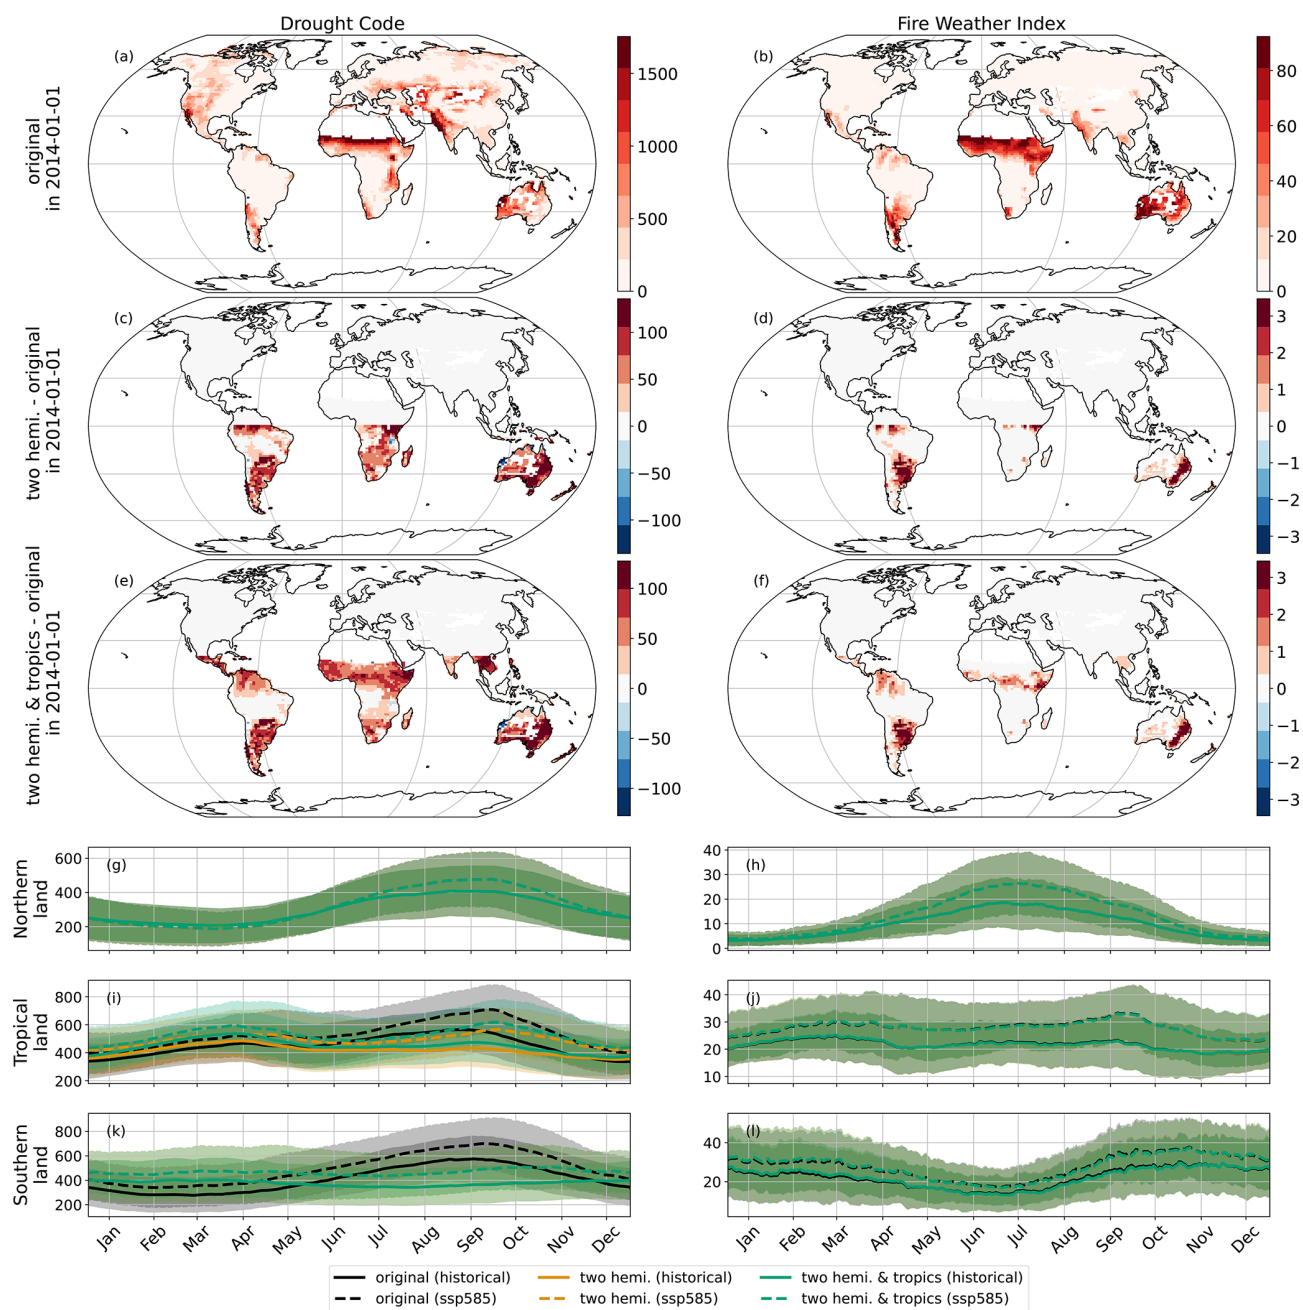 Drought Code
Fire Weather Index
original
in 2014-01-01
(a)
1500
1000
500
0
(b)
80
60
40
20
0
two hemi. - original
in 2014-01-01
(c)
100
50
0
−50
−100
(d)
3
2
1
0
−1
−2
−3
two hemi. & tropics - original
in 2014-01-01
(e)
100
50
0
−50
−100
(f)
3
2
1
0
−1
−2
−3
Northern
land
(g)
600
400
200
(h)
40
30
20
10
0
Tropical
land
(i)
800
600
400
200
(j)
40
30
20
10
Southern
land
(k)
800
600
400
200
(l)
40
20
Jan Feb Mar Apr May Jun Jul Aug Sep Oct Nov Dec
Jan Feb Mar Apr May Jun Jul Aug Sep Oct Nov Dec
original (historical) two hemi. (historical) two hemi. & tropics (historical)
original (ssp585) two hemi. (ssp585) two hemi. & tropics (ssp585)